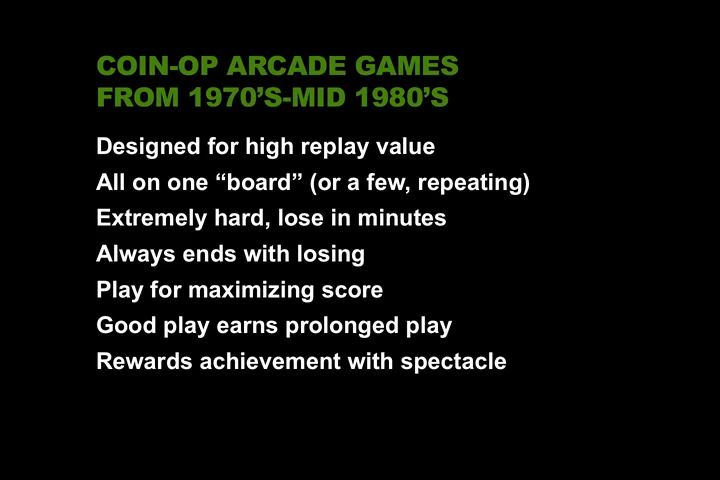 COIN-OP ARCADE GAMES
FROM 1970’S-MID 1980’S
Designed for high replay value
All on one “board” (or a few, repeating)
Extremely hard, lose in minutes
Always ends with losing
Play for maximizing score
Good play earns prolonged play
Rewards achievement with spectacle